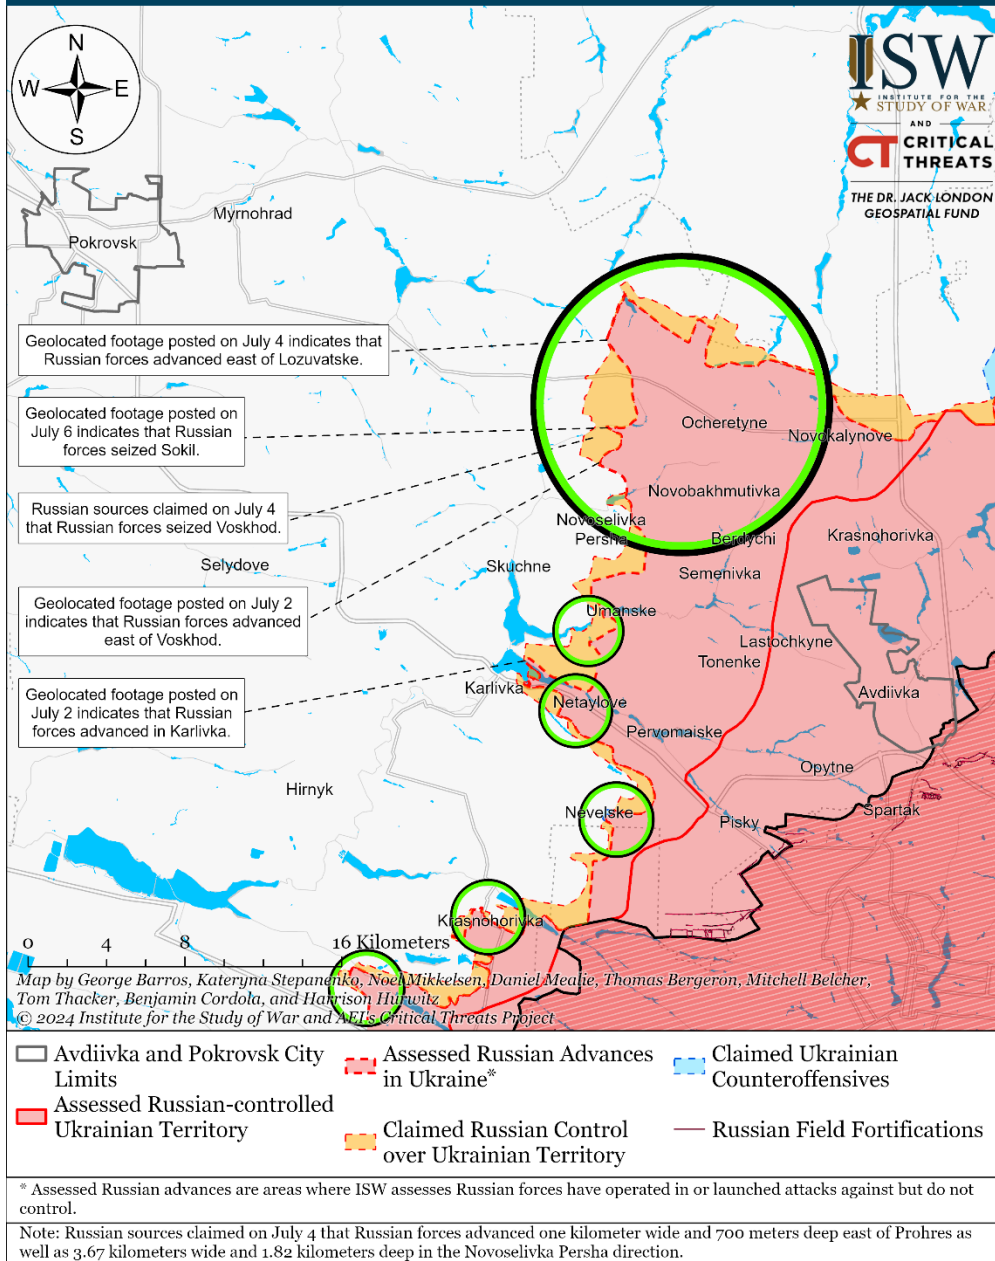 N
W E
S
ISW
INSTITUTE FOR THE
STUDY OF WAR
AND
CT CRITICAL
THREATS
THE DR. JACK LONDON
GEOSPATIAL FUND
Myrnohrad
Pokrovsk
Geolocated footage posted on July 4 indicates that
Russian forces advanced east of Lozuvatske.
Geolocated footage posted on
July 6 indicates that Russian
forces seized Sokil.
Russian sources claimed on July 4
that Russian forces seized Voskhod.
Geolocated footage posted on July 2
indicates that Russian forces advanced
east of Voskhod.
Geolocated footage posted on
July 2 indicates that Russian
forces advanced in Karlivka.
Ocheretyne
Novokalynove
Novobakhmutivka
Novoselivka
Persha
Berdychi
Krasnohorivka
Selydove
Skuchne
Semenivka
Umanske
Lastochkyne
Tonenke
Karlivka
Netaylove
Avdiivka
Pervomaiske
Opytne
Hirnyk
Nevelske
Pisky
Spartak
Krasnohorivka
0 4 8 16 Kilometers
Map by George Barros, Kateryna Stepanenko, Noel Mikkelsen, Daniel Mealie, Thomas Bergeron, Mitchell Belcher,
Tom Thacker, Benjamin Cordola, and Harrison Hurwitz
© 2024 Institute for the Study of War and AEI's Critical Threats Project
Avdiivka and Pokrovsk City
Limits
Assessed Russian-controlled
Ukrainian Territory
Assessed Russian Advances
in Ukraine*
Claimed Russian Control
over Ukrainian Territory
Claimed Ukrainian
Counteroffensives
Russian Field Fortifications
* Assessed Russian advances are areas where ISW assesses Russian forces have operated in or launched attacks against but do not
control.
Note: Russian sources claimed on July 4 that Russian forces advanced one kilometer wide and 700 meters deep east of Prohres as
well as 3.67 kilometers wide and 1.82 kilometers deep in the Novoselivka Persha direction.